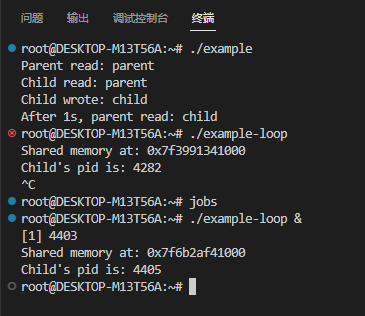 问题 输出 调试控制台 终端
root@DESKTOP-M13T56A:~# ./example
Parent read: parent
Child read: parent
Child wrote: child
After 1s, parent read: child
root@DESKTOP-M13T56A:~# ./example-loop
Shared memory at: 0x7f3991341000
Child's pid is: 4282
^C
root@DESKTOP-M13T56A:~# jobs
root@DESKTOP-M13T56A:~# ./example-loop &
[1] 4403
Shared memory at: 0x7f6b2af41000
Child's pid is: 4405
root@DESKTOP-M13T56A:~#